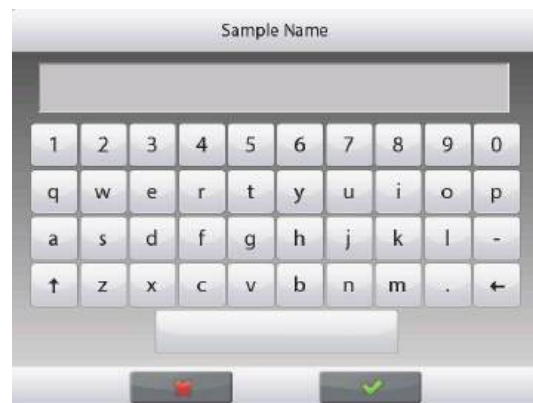 Sample Name
1 2 3 4 5 6 7 8 9 0
q w e r t y u i o p
a s d f g h j k l -
↑ z x c v b n m . ←